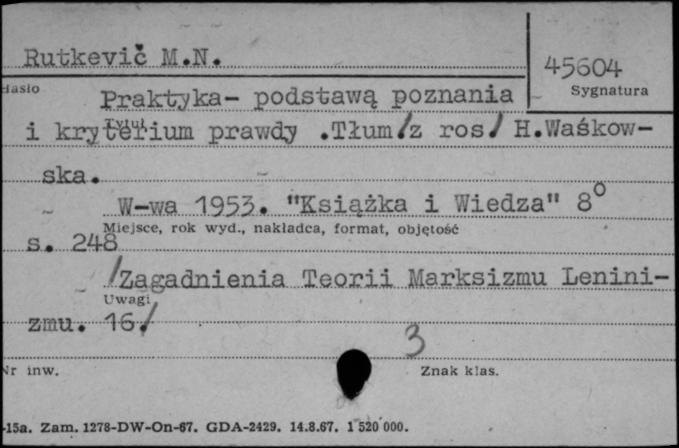 Rutkevič M.N.
45604
Hasło
Sygnatura
Praktyka- podstawą poznania
Tytuł
i kryterium prawdy .Tłum/z ros/ H.Waśkow-
ska.
W-wa 1953. "Książka i Wiedza" 8°
Miejsce, rok wyd., nakładca, format, objętość
s. 248
/Zagadnienia Teorii Marksizmu Lenini-
Uwagi
zmu. 16/
3
Nr inw.
Znak klas.
-15a. Zam. 1278-DW-On-67. GDA-2429. 14.8.67. 1 520 000.